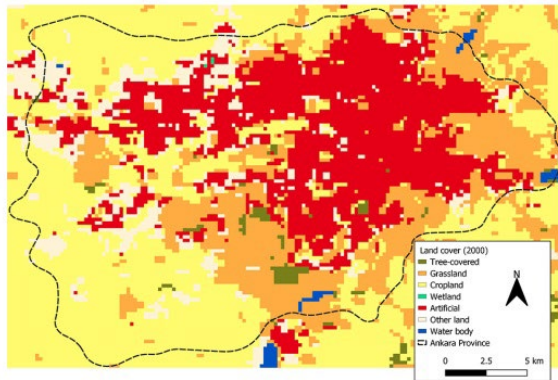 Land cover (2000)
Tree-covered
Grassland
Cropland
Wetland
Artificial
Other land
Water body
Ankara Province
N
0 2.5 5 km